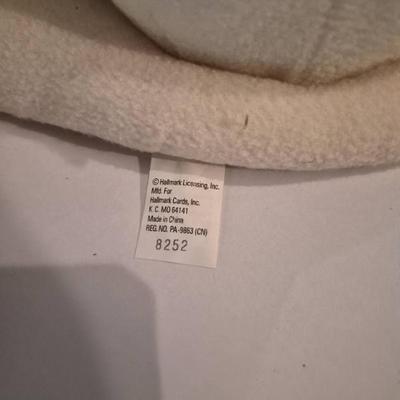 © Hallmark Licensing, Inc.
Mfd. For
Hallmark Cards, Inc.
K.C. MO 64141
Made in China
REG. NO. PA-9863 (CN)
8252